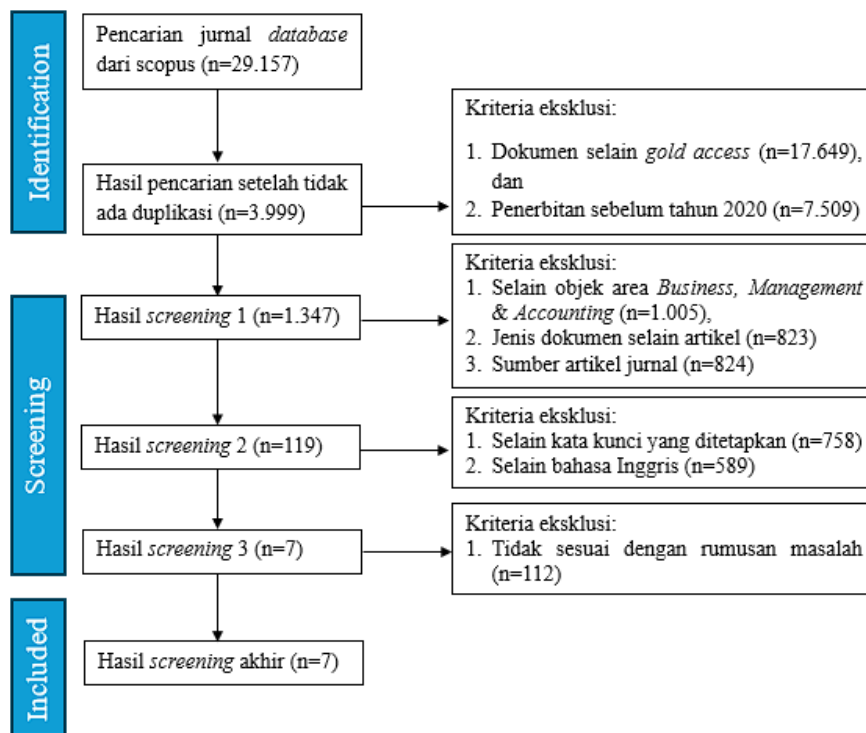 Identification
Pencarian jurnal database
dari scopus (n=29.157)
Hasil pencarian setelah tidak
ada duplikasi (n=3.999)
Kriteria eksklusi:
1. Dokumen selain gold access (n=17.649),
dan
2. Penerbitan sebelum tahun 2020 (n=7.509)
Screening
Hasil screening 1 (n=1.347)
Kriteria eksklusi:
1. Selain objek area Business, Management
& Accounting (n=1.005),
2. Jenis dokumen selain artikel (n=823)
3. Sumber artikel jurnal (n=824)
Hasil screening 2 (n=119)
Kriteria eksklusi:
1. Selain kata kunci yang ditetapkan (n=758)
2. Selain bahasa Inggris (n=589)
Hasil screening 3 (n=7)
Kriteria eksklusi:
1. Tidak sesuai dengan rumusan masalah
(n=112)
Included
Hasil screening akhir (n=7)